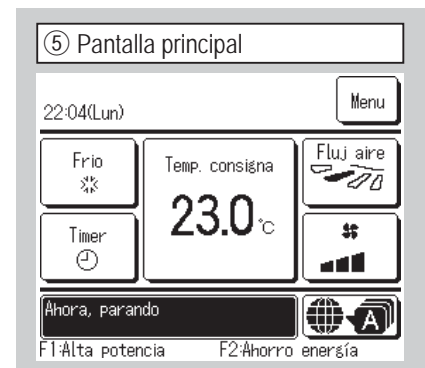 ⑤ Pantalla principal
22:04(Lun)
Menu
Frio
Temp. consigna
Fluj aire
23.0°C
Timer
Ahora, parando
A
F1:Alta potencia F2:Ahorro energía